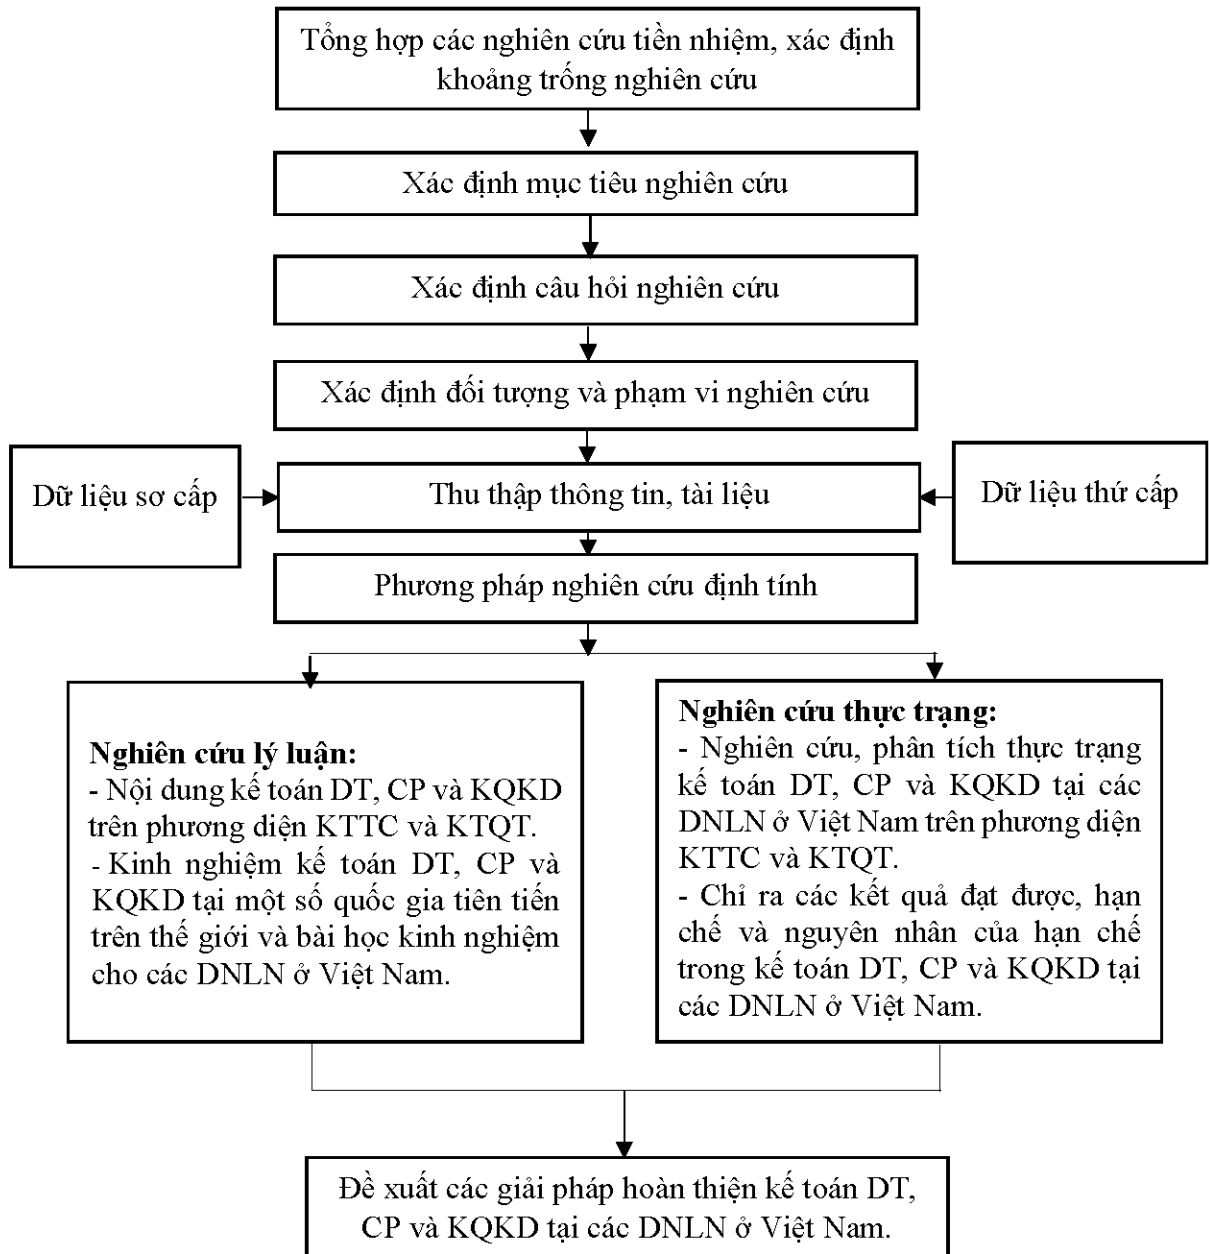 Tổng hợp các nghiên cứu tiền nhiệm, xác định
khoảng trống nghiên cứu
Xác định mục tiêu nghiên cứu
Xác định câu hỏi nghiên cứu
Xác định đối tượng và phạm vi nghiên cứu
Dữ liệu sơ cấp
Thu thập thông tin, tài liệu
Dữ liệu thứ cấp
Phương pháp nghiên cứu định tính
Nghiên cứu lý luận:
- Nội dung kế toán DT, CP và KQKD
trên phương diện KTTC và KTQT.
- Kinh nghiệm kế toán DT, CP và
KQKD tại một số quốc gia tiên tiến
trên thế giới và bài học kinh nghiệm
cho các DNLN ở Việt Nam.
Nghiên cứu thực trạng:
- Nghiên cứu, phân tích thực trạng
kế toán DT, CP và KQKD tại các
DNLN ở Việt Nam trên phương diện
KTTC và KTQT.
- Chỉ ra các kết quả đạt được, hạn
chế và nguyên nhân của hạn chế
trong kế toán DT, CP và KQKD tại
các DNLN ở Việt Nam.
Đề xuất các giải pháp hoàn thiện kế toán DT,
CP và KQKD tại các DNLN ở Việt Nam.